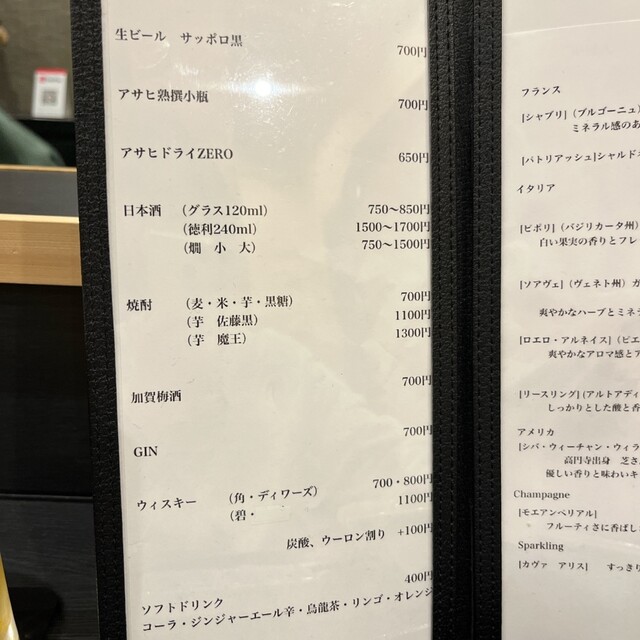 生ビール サッポロ黒 700円
アサヒ熟撰小瓶 700円
アサヒドライZERO 650円
日本酒 (グラス120ml) 750〜850円
(徳利240ml) 1500〜1700円
(燗 小 大) 750〜1500円
焼酎 (麦・米・芋・黒糖) 700円
(芋 佐藤黒) 1100円
(芋 魔王) 1300円
加賀梅酒 700円
GIN 700円
ウィスキー (角・ディワーズ) 700・800円
(碧・ 1100円
炭酸、ウーロン割り +100円
ソフトドリンク 400円
コーラ・ジンジャーエール辛・烏龍茶・リンゴ・オレンジ
フランス
[シャブリ] (ブルゴーニュ)
ミネラル感のあ
[パトリアッシュ]シャルドネ
イタリア
[ピポリ] (バジリカータ州)
白い果実の香りとフレ
[ソアヴェ] (ヴェネト州) ガ
爽やかなハーブとミネラ
[ロエロ・アルネイス] (ピエ
爽やかなアロマ感とア
[リースリング] (アルトアディ
しっかりとした酸と香
アメリカ
[シバ・ウィーチャン・ヴィラ
高円寺出身 芝さ
優しい香りと味わいキ
Champagne
[モエアンペリアル]
フルーティさに香ばし
Sparkling
[カヴァ アリス] すっきり